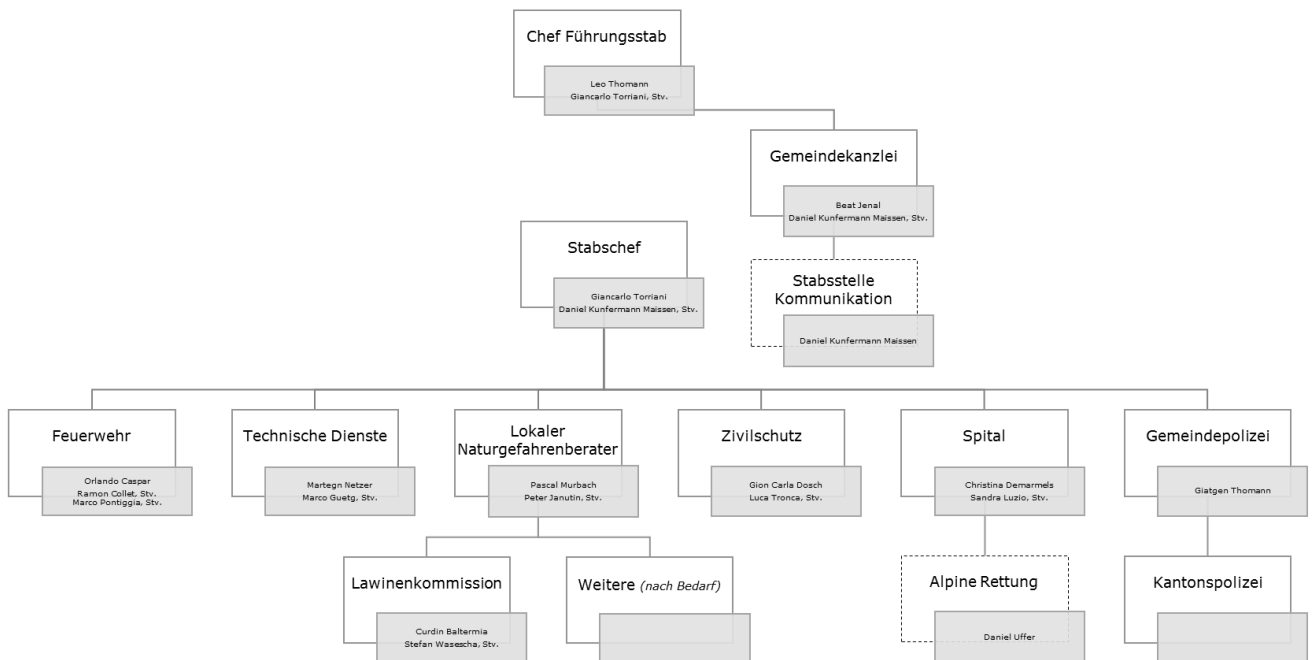 Chef Führungsstab
Leo Thomann
Giancarlo Torriani, Stv.
Gemeindekanzlei
Beat Jenal
Daniel Kunfermann Maissen, Stv.
Stabschef
Giancarlo Torriani
Daniel Kunfermann Maissen, Stv.
Stabsstelle
Kommunikation
Daniel Kunfermann Maissen
Feuerwehr
Orlando Caspar
Ramon Collet, Stv.
Marco Pontiggia, Stv.
Technische Dienste
Martegn Netzer
Marco Guetg, Stv.
Lokaler
Naturgefahrenberater
Pascal Murbach
Peter Janutin, Stv.
Zivilschutz
Gion Carla Dosch
Luca Tronca, Stv.
Spital
Christina Demarmels
Sandra Luzio, Stv.
Gemeindepolizei
Giatgen Thomann
Lawinenkommission
Curdin Baltermia
Stefan Wasescha, Stv.
Weitere (nach Bedarf)
Alpine Rettung
Daniel Uffer
Kantonspolizei